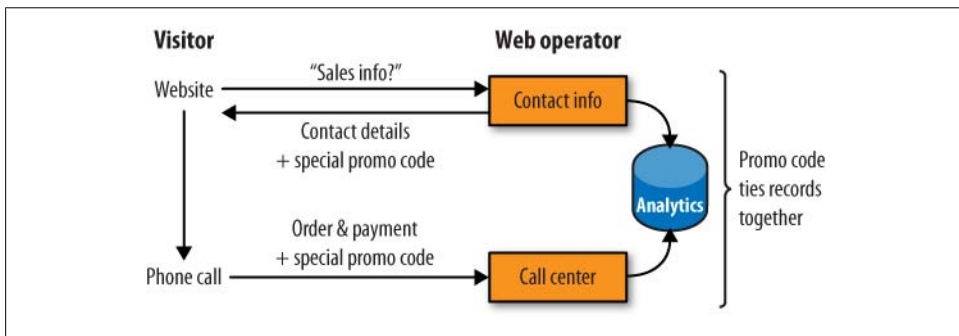 Visitor
Web operator
Website
“Sales info?”
Contact info
Contact details
+ special promo code
Analytics
Promo code
ties records
together
Order & payment
+ special promo code
Phone call
Call center